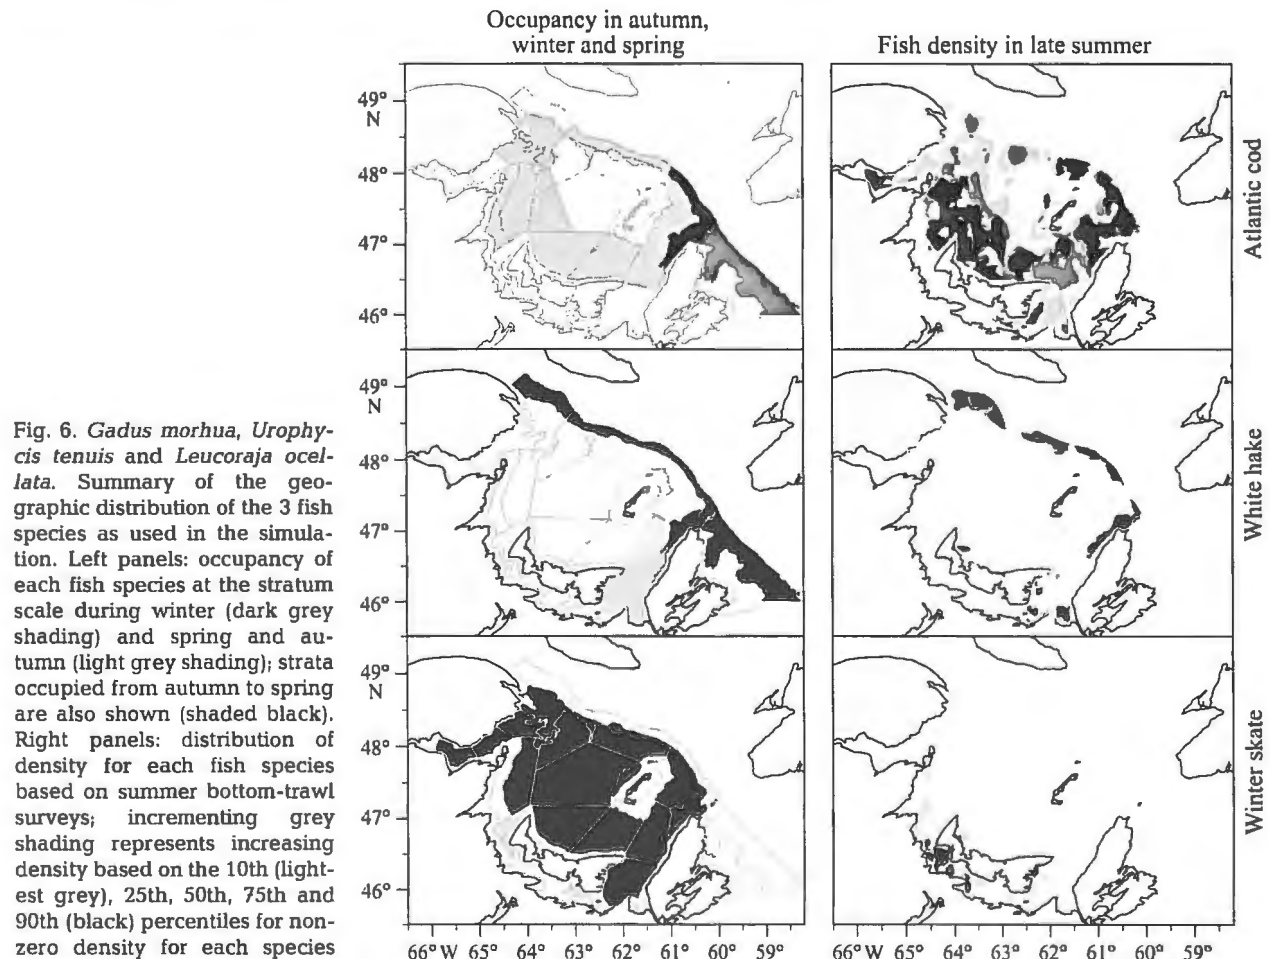 Occupancy in autumn,
winter and spring
Fish density in late summer
49°
N
48°
47°
46°
Atlantic cod
49°
N
48°
47°
46°
White hake
49°
N
48°
47°
46°
Winter skate
66° W 65° 64° 63° 62° 61° 60° 59°
66° W 65° 64° 63° 62° 61° 60° 59°
Fig. 6. Gadus morhua, Urophy-
cis tenuis and Leucoraja ocel-
lata. Summary of the geo-
graphic distribution of the 3 fish
species as used in the simula-
tion. Left panels: occupancy of
each fish species at the stratum
scale during winter (dark grey
shading) and spring and au-
tumn (light grey shading); strata
occupied from autumn to spring
are also shown (shaded black).
Right panels: distribution of
density for each fish species
based on summer bottom-trawl
surveys; incrementing grey
shading represents increasing
density based on the 10th (light-
est grey), 25th, 50th, 75th and
90th (black) percentiles for non-
zero density for each species